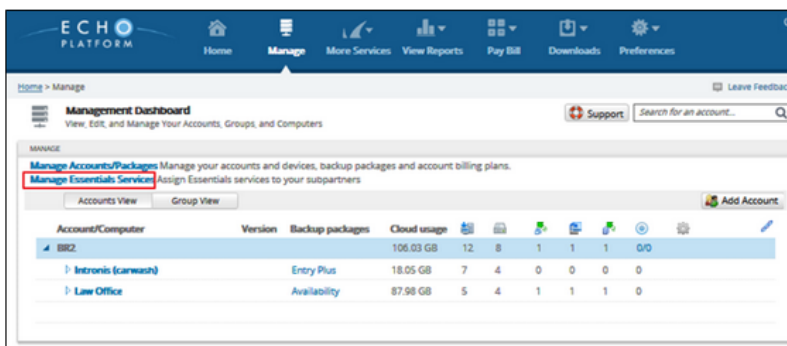 ECHO
PLATFORM
Home
Manage
More Services
View Reports
Pay Bill
Downloads
Preferences
Home > Manage
Leave Feedbac
Management Dashboard
View, Edit, and Manage Your Accounts, Groups, and Computers
Support
Search for an account...
MANAGE
Manage Accounts/Packages Manage your accounts and devices, backup packages and account billing plans.
Manage Essentials Services Assign Essentials services to your subpartners
Accounts View
Group View
Add Account
Account/Computer Version Backup packages Cloud usage
BR2 106.03 GB 12 8 1 1 1 0/0
Intronis (carwash) Entry Plus 18.05 GB 7 4 0 0 0 0
Law Office Availability 87.98 GB 5 4 1 1 1 0